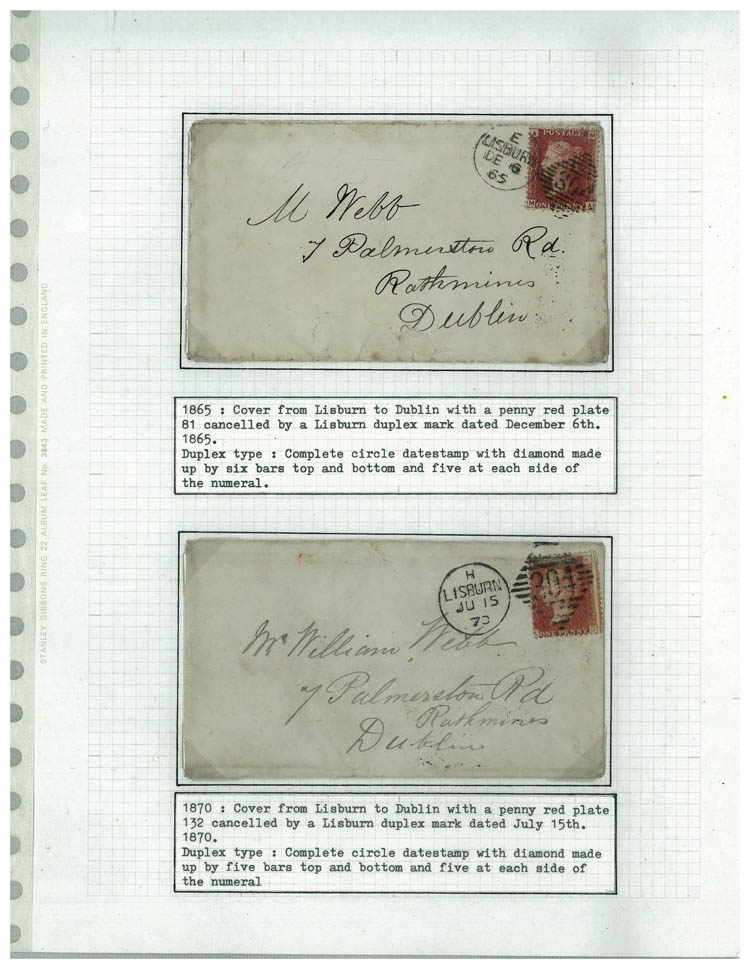 STANLEY GIBBONS RING 22 ALBUM LEAF No. 3843 MADE AND PRINTED IN ENGLAND
E
LISBURN
DE 6
65
POSTAGE
ONE PENNY
M Webb
7 Palmerston Rd.
Rathmines
Dublin
1865 : Cover from Lisburn to Dublin with a penny red plate
81 cancelled by a Lisburn duplex mark dated December 6th.
1865.
Duplex type : Complete circle datestamp with diamond made
up by six bars top and bottom and five at each side of
the numeral.
H
LISBURN
JU 15
70
304
ONE PENNY
Mr William Webb
7 Palmerston Rd
Rathmines
Dublin
1870 : Cover from Lisburn to Dublin with a penny red plate
132 cancelled by a Lisburn duplex mark dated July 15th.
1870.
Duplex type : Complete circle datestamp with diamond made
up by five bars top and bottom and five at each side of
the numeral